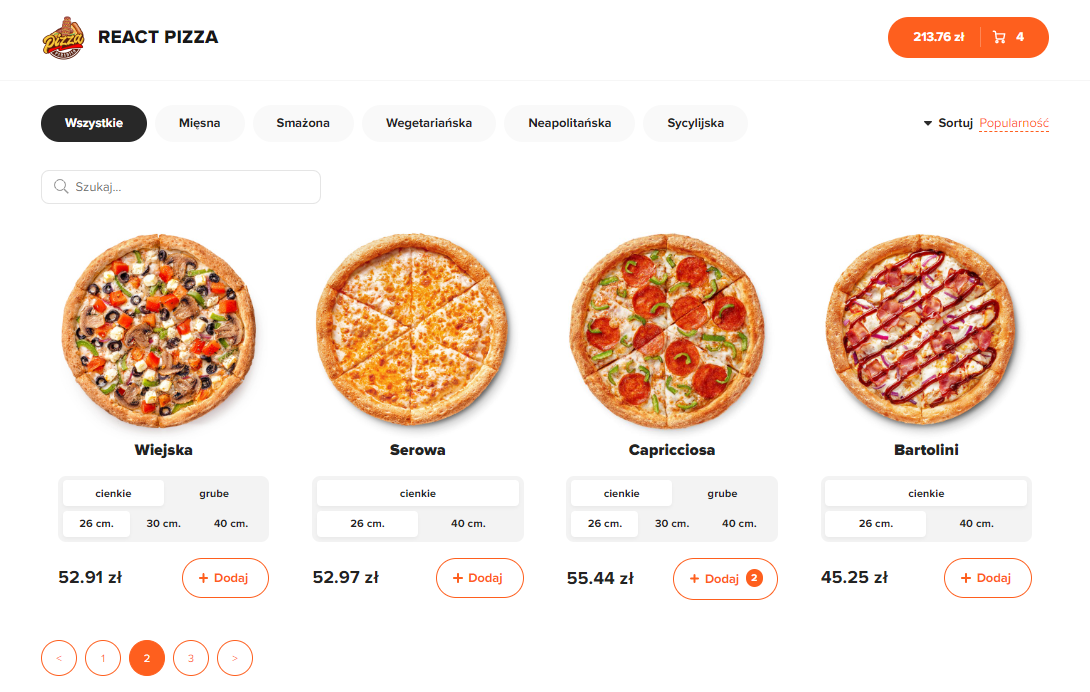 Pizza
REACT PIZZA
213.76 zł 4
Wszystkie Mięsna Smażona Wegetariańska Neapolitańska Sycylijska Sortuj Popularność
Szukaj...
Wiejska Serowa Capricciosa Bartolini
cienkie grube cienkie cienkie grube cienkie
26 cm. 30 cm. 40 cm. 26 cm. 40 cm. 26 cm. 30 cm. 40 cm. 26 cm. 40 cm.
52.91 zł + Dodaj 52.97 zł + Dodaj 55.44 zł + Dodaj 2 45.25 zł + Dodaj
< 1 2 3 >